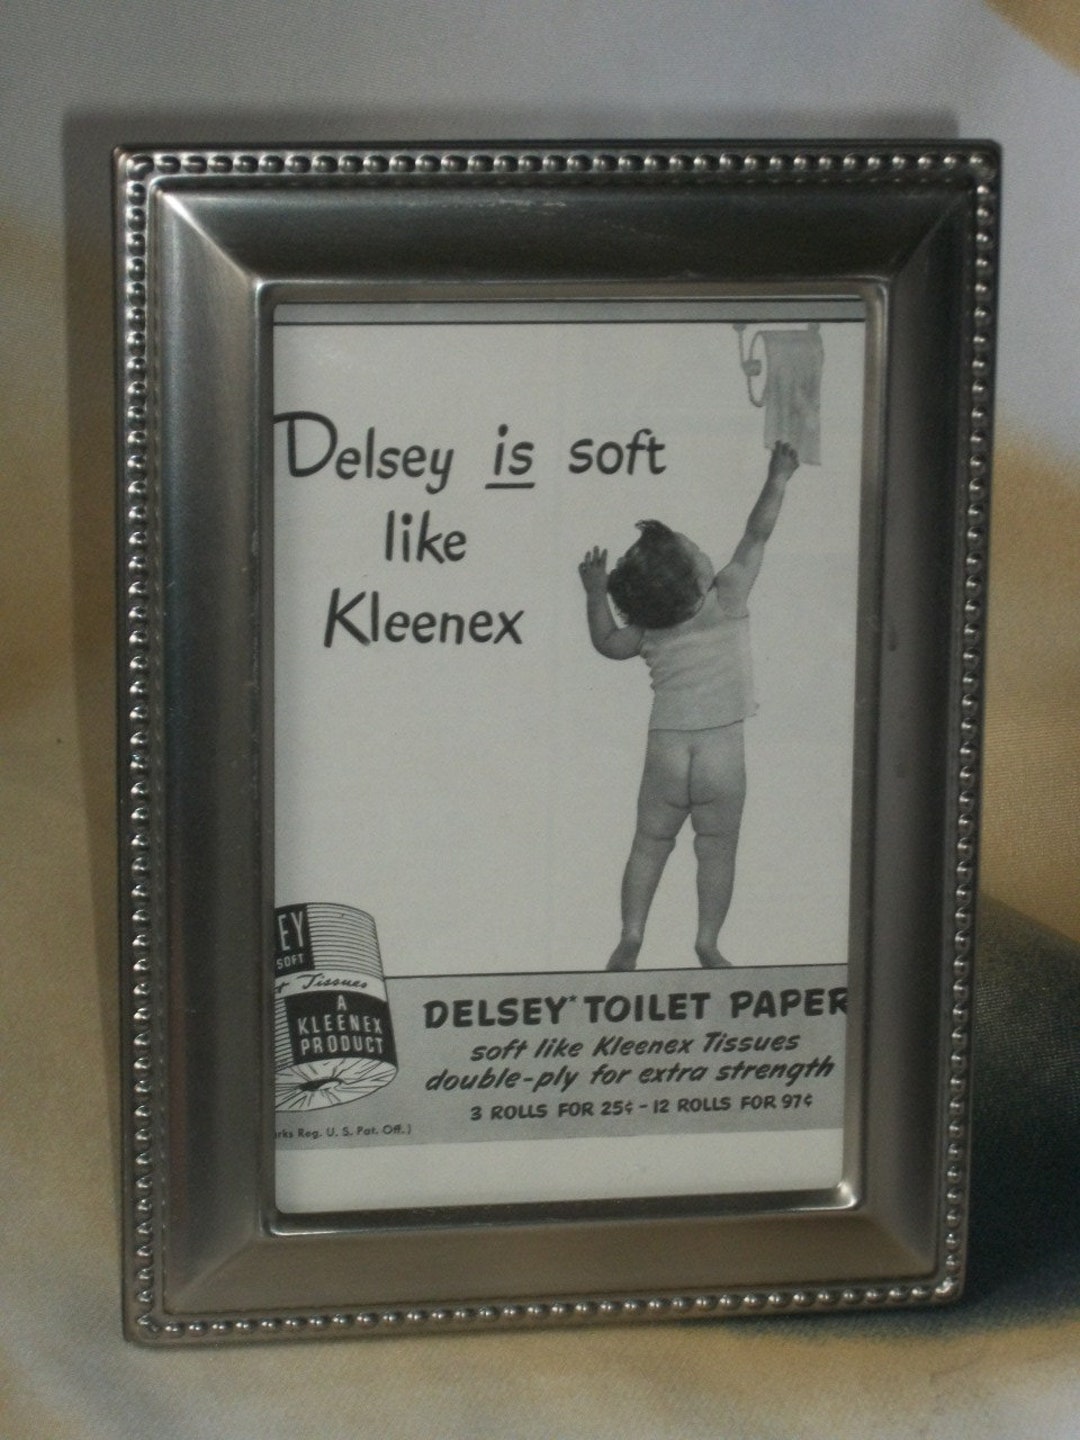 Delsey is soft
like
Kleenex
EY
SOFT
Tissues
A
KLEENEX
PRODUCT
DELSEY* TOILET PAPER
soft like Kleenex Tissues
double-ply for extra strength
3 ROLLS FOR 25¢ - 12 ROLLS FOR 97¢
rks Reg. U. S. Pat. Off.)